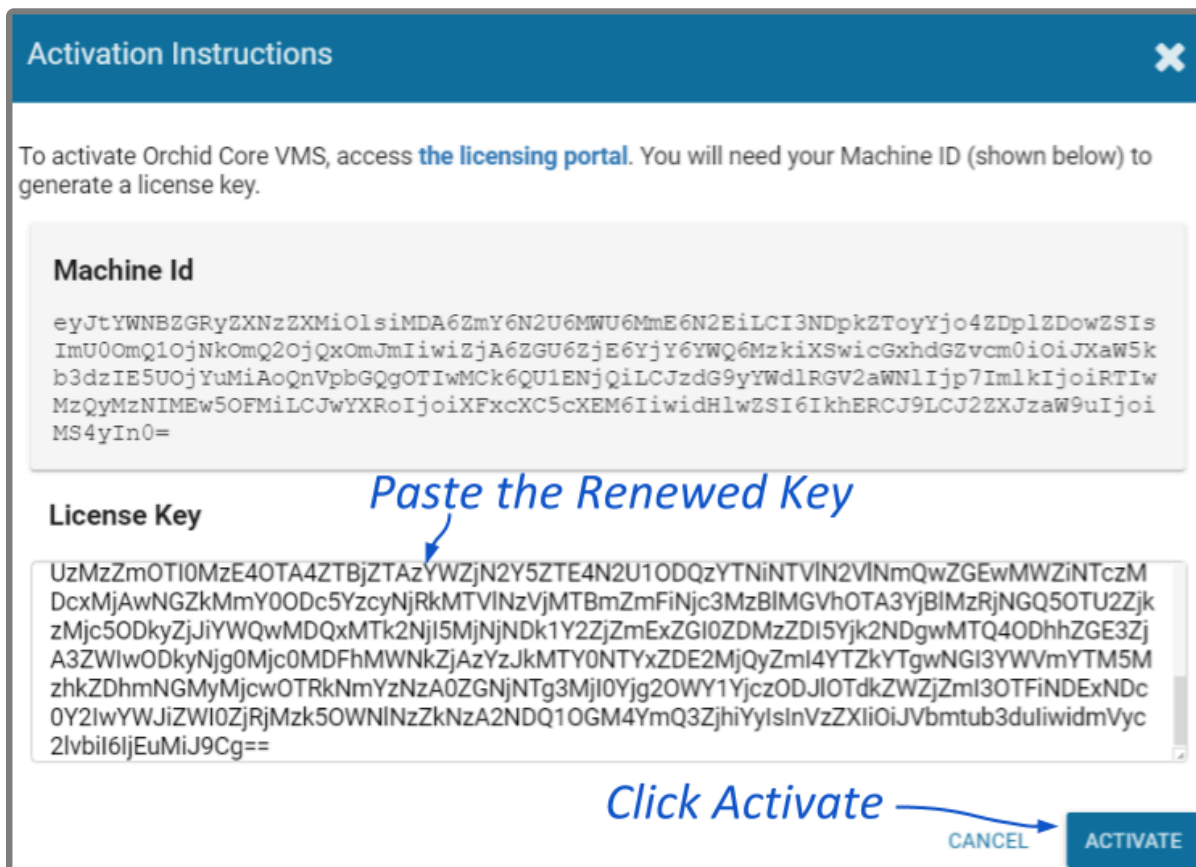 Activation Instructions
To activate Orchid Core VMS, access the licensing portal. You will need your Machine ID (shown below) to
generate a license key.
Machine Id
eyJtYWNBZGRyZXNzZXMiOlsiMDA6ZmY6N2U6MWU6MmE6N2EiLCI3NDpkZToyYjo4ZDplZDowZSIs
ImU0OmQ1OjNkOmQ2OjQxOmJmIiwiZjA6ZGU6ZjE6YjY6YWQ6MzkiXSwicGxhdGZvcm0iOiJXaW5k
b3dzIE5UOjYuMiAoQnVpbGQgOTIwMCk6QU1ENjQiLCJzdG9yYWdlRGV2aWNlIjp7ImlkIjoiRTIw
MzQyMzNIMEw5OFMiLCJwYXRoIjoiXFxcXC5cXEM6IiwidHlwZSI6IkhERCJ9LCJ2ZXJzaW9uIjoi
MS4yIn0=
Paste the Renewed Key
License Key
UzMzZmOTI0MzE4OTA4ZTBjZTAzYWZjN2Y5ZTE4N2U1ODQzYTNiNTVlN2VlNmQwZGEwMWZiNTczM
DcxMjAwNGZkMmY0ODc5YzcyNjRkMTVlNzVjMTBmZmFiNjc3MzBlMGVhOTA3YjBlMzRjNGQ5OTU2Zjk
zMjc5ODkyZjJiYWQwMDQxMTk2NjI5MjNjNDk1Y2ZjZmExZGI0ZDMzZDI5Yjk2NDgwMTQ4ODhhZGE3Zj
A3ZWIwODkyNjg0Mjc0MDFhMWNkZjAzYzJkMTY0NTYxZDE2MjQyZmI4YTZkYTgwNGI3YWVmYTM5M
zhkZDhmNGMyMjcwOTRkNmYzNzA0ZGNjNTg3MjI0Yjg2OWY1YjczODJlOTdkZWZjZmI3OTFiNDExNDc
0Y2IwYWJiZWI0ZjRjMzk5OWNlNzZkNzA2NDQ1OGM4YmQ3ZjhiYyIsInVzZXIiOiJVbmtub3duIiwidmVyc
2lvbiI6IjEuMiJ9Cg==
Click Activate
CANCEL
ACTIVATE